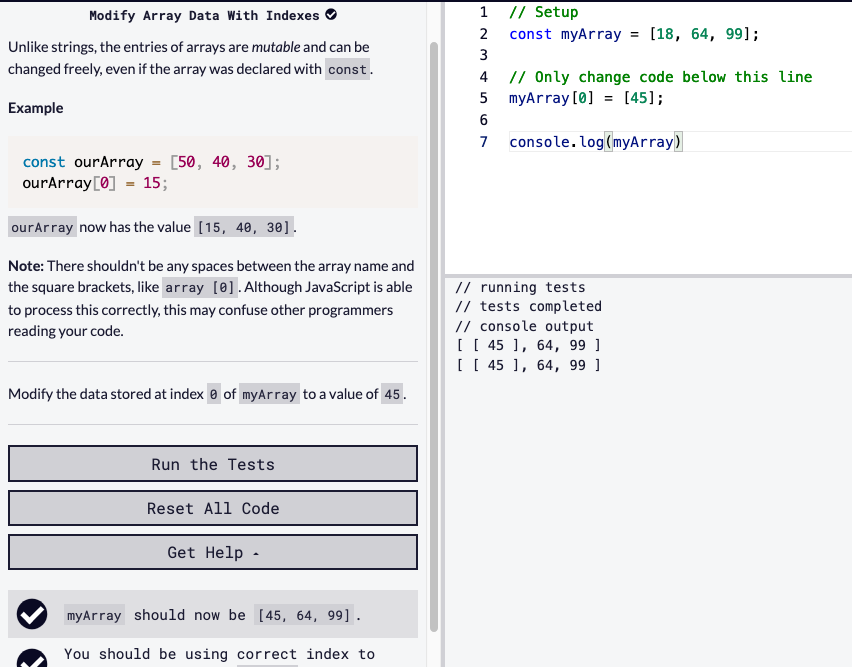 Modify Array Data With Indexes
Unlike strings, the entries of arrays are mutable and can be
changed freely, even if the array was declared with const.
Example
const ourArray = [50, 40, 30];
ourArray[0] = 15;
ourArray now has the value [15, 40, 30].
Note: There shouldn't be any spaces between the array name and
the square brackets, like array [0]. Although JavaScript is able
to process this correctly, this may confuse other programmers
reading your code.
Modify the data stored at index 0 of myArray to a value of 45.
Run the Tests
Reset All Code
Get Help
myArray should now be [45, 64, 99].
You should be using correct index to
1 // Setup
2 const myArray = [18, 64, 99];
3
4 // Only change code below this line
5 myArray[0] = [45];
6
7 console.log(myArray)
// running tests
// tests completed
// console output
[ [ 45 ], 64, 99 ]
[ [ 45 ], 64, 99 ]